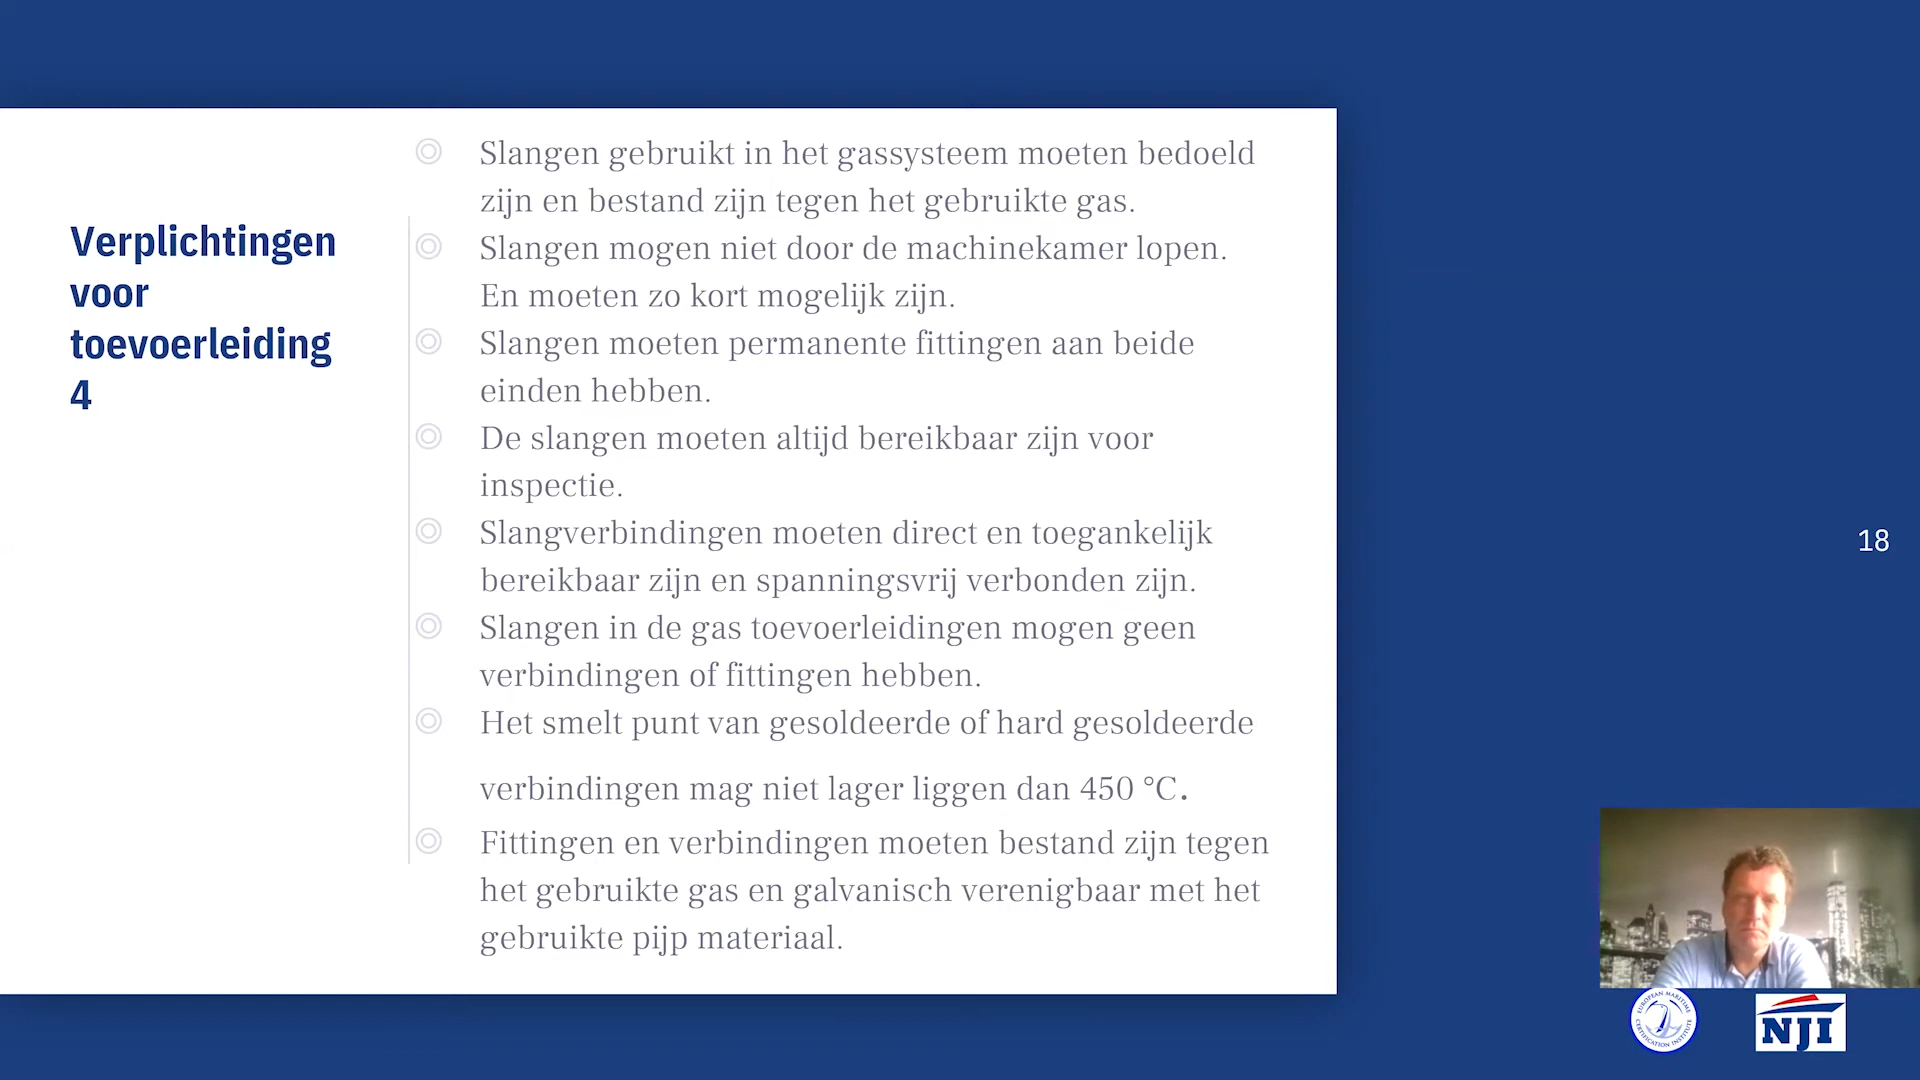 Verplichtingen
voor
toevoerleiding
4
Slangen gebruikt in het gassysteem moeten bedoeld
zijn en bestand zijn tegen het gebruikte gas.
Slangen mogen niet door de machinekamer lopen.
En moeten zo kort mogelijk zijn.
Slangen moeten permanente fittingen aan beide
einden hebben.
De slangen moeten altijd bereikbaar zijn voor
inspectie.
Slangverbindingen moeten direct en toegankelijk
bereikbaar zijn en spanningsvrij verbonden zijn.
Slangen in de gas toevoerleidingen mogen geen
verbindingen of fittingen hebben.
Het smelt punt van gesoldeerde of hard gesoldeerde
verbindingen mag niet lager liggen dan 450 °C.
Fittingen en verbindingen moeten bestand zijn tegen
het gebruikte gas en galvanisch verenigbaar met het
gebruikte pijp materiaal.
18
EUROPEAN MARITIME
CERTIFICATION INSTITUTE
NJI